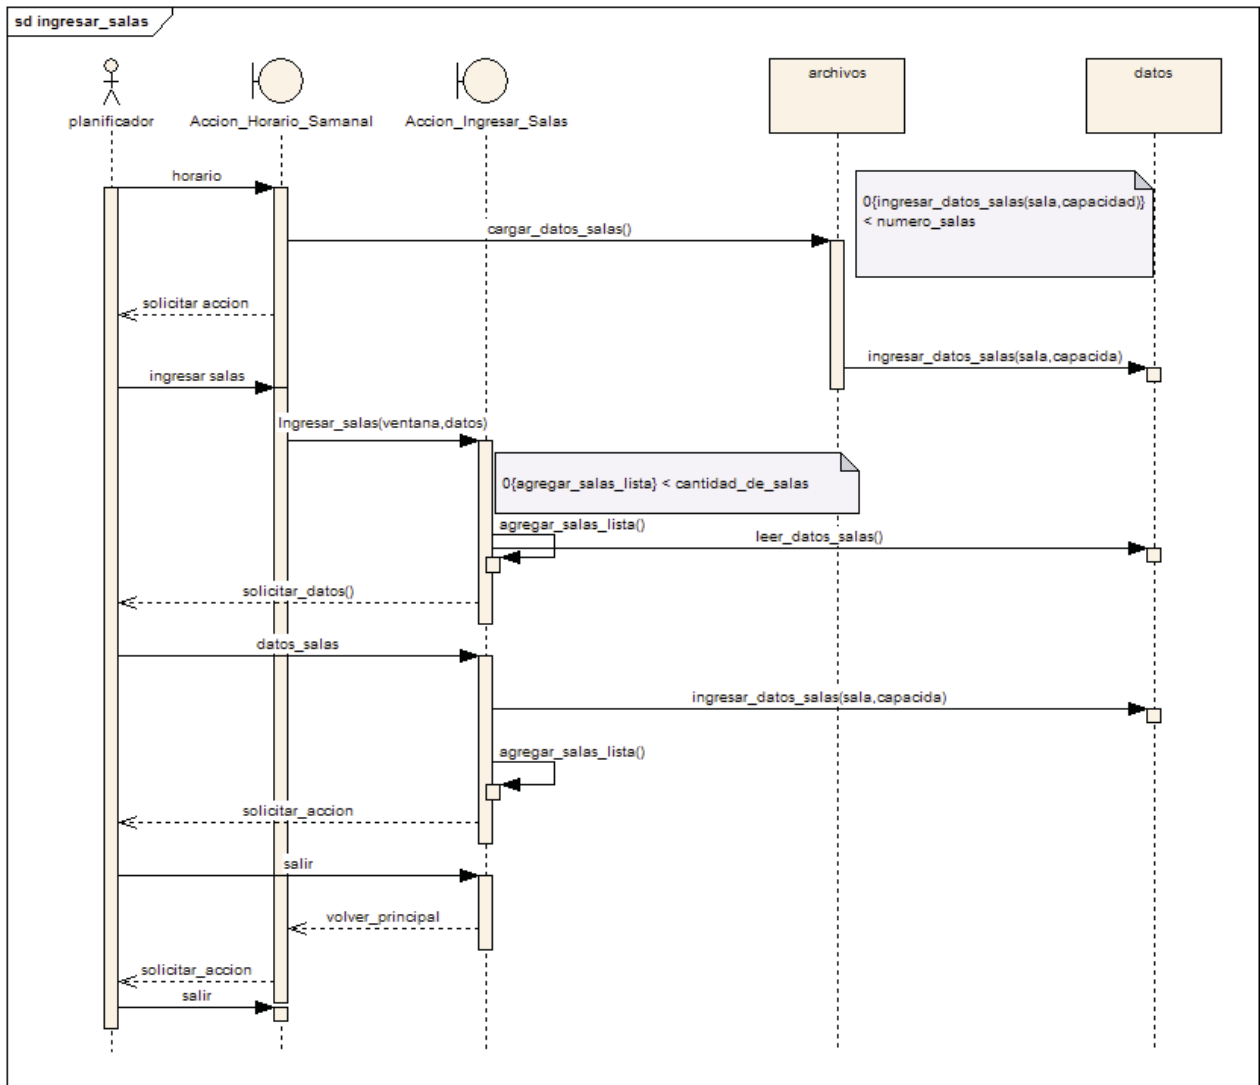 sd ingresar_salas
planificador
Accion_Horario_Samanal
Accion_Ingresar_Salas
archivos
datos
horario
0{ingresar_datos_salas(sala,capacidad)}
< numero_salas
cargar_datos_salas()
solicitar accion
ingresar_datos_salas(sala,capacida)
ingresar salas
Ingresar_salas(ventana,datos)
0{agregar_salas_lista} < cantidad_de_salas
agregar_salas_lista()
leer_datos_salas()
solicitar_datos()
datos_salas
ingresar_datos_salas(sala,capacida)
agregar_salas_lista()
solicitar_accion
salir
volver_principal
solicitar_accion
salir